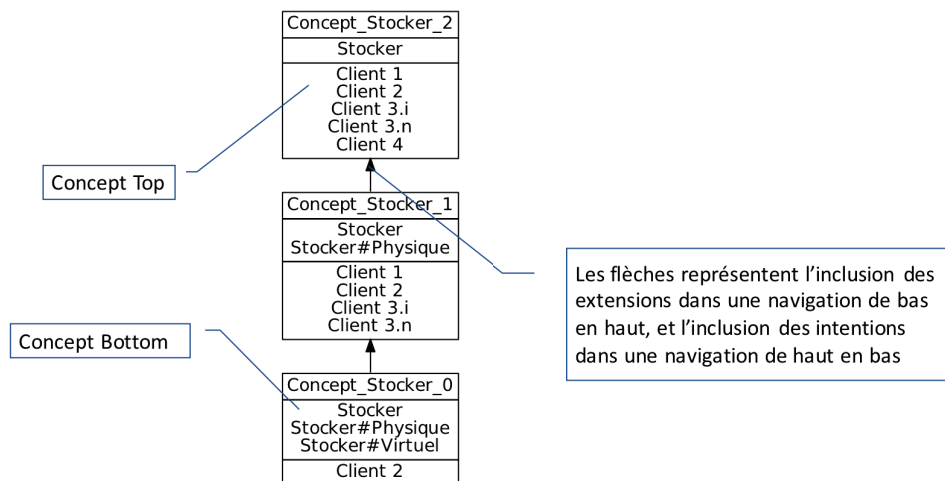 Concept_Stocker_2
Stocker
Client 1
Client 2
Client 3.i
Client 3.n
Client 4
Concept Top
Concept_Stocker_1
Stocker
Stocker#Physique
Client 1
Client 2
Client 3.i
Client 3.n
Les flèches représentent l’inclusion des
extensions dans une navigation de bas
en haut, et l’inclusion des intentions
dans une navigation de haut en bas
Concept Bottom
Concept_Stocker_0
Stocker
Stocker#Physique
Stocker#Virtuel
Client 2